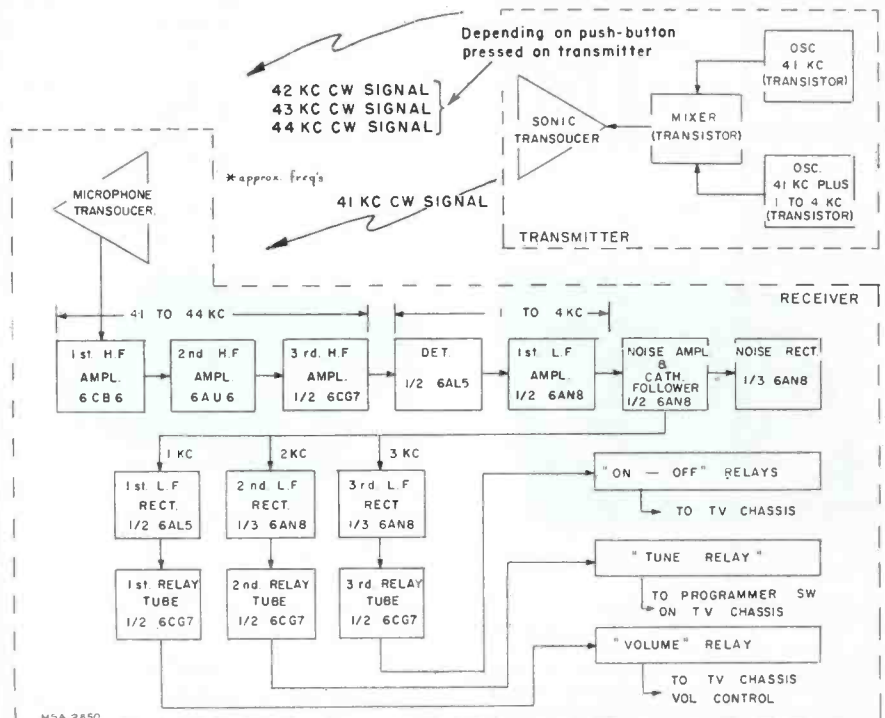 Depending on push-button
pressed on transmitter
42 KC CW SIGNAL
43 KC CW SIGNAL
44 KC CW SIGNAL
* approx. freq's
41 KC CW SIGNAL
OSC
41 KC
(TRANSISTOR)
SONIC
TRANSOUCER
MIXER
(TRANSISTOR)
OSC.
41 KC PLUS
1 TO 4 KC
(TRANSISTOR)
TRANSMITTER
MICROPHONE
TRANSOUCER.
RECEIVER
41 TO 44 KC
1 TO 4 KC
1st. H.F
AMPL.
6CB6
2nd. H.F
AMPL.
6AU6
3rd. H.F
AMPL.
1/2 6CG7
DET.
1/2 6AL5
1st. L.F
AMPL.
1/2 6AN8
NOISE AMPL
&
CATH.
FOLLOWER
1/2 6AN8
NOISE RECT.
1/3 6AN8
1 KC
2 KC
3 KC
1st. L.F
RECT.
1/2 6AL5
2nd. L.F
RECT.
1/3 6AN8
3rd. L.F
RECT
1/3 6AN8
"ON - OFF" RELAYS
TO TV CHASSIS
1st RELAY
TUBE
1/2 6CG7
2nd RELAY
TUBE
1/2 6CG7
3rd RELAY
TUBE
1/2 6CG7
"TUNE RELAY"
TO PROGRAMMER SW
ON TV CHASSIS
"VOLUME" RELAY
TO TV CHASSIS
VOL CONTROL